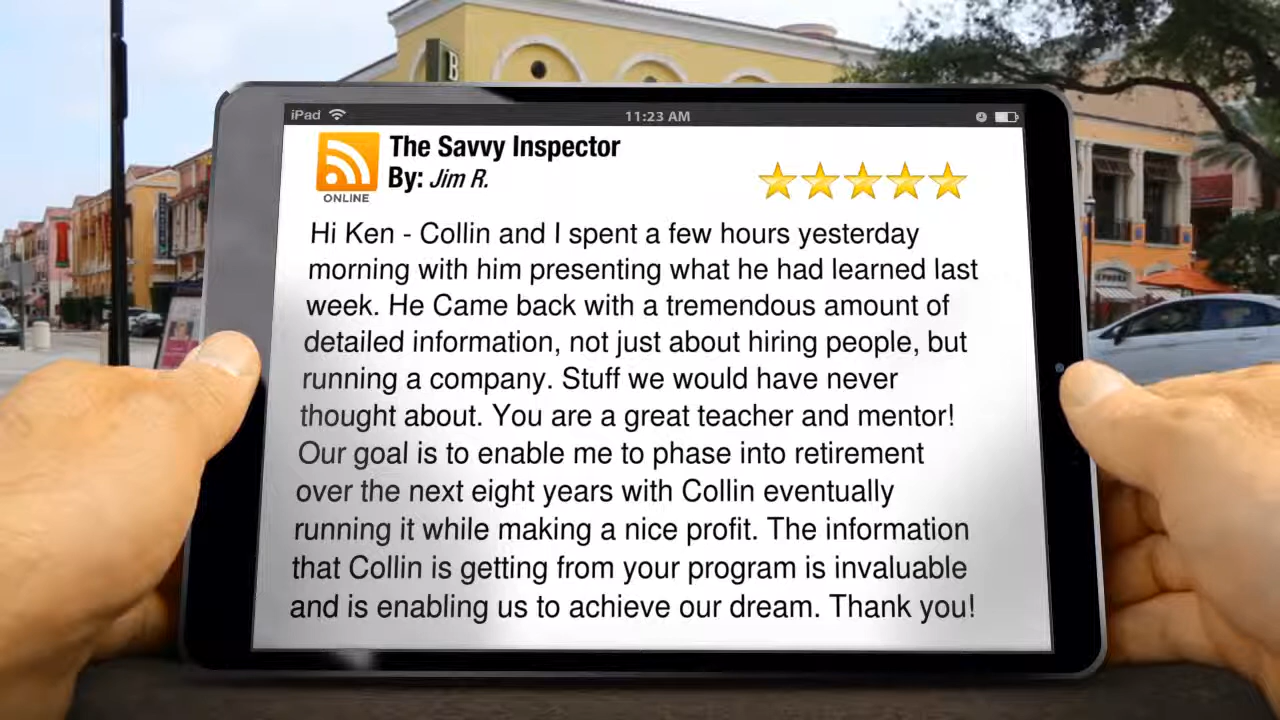 B
iPad
11:23 AM
The Savvy Inspector
By: Jim R.
ONLINE
Hi Ken - Collin and I spent a few hours yesterday
morning with him presenting what he had learned last
week. He Came back with a tremendous amount of
detailed information, not just about hiring people, but
running a company. Stuff we would have never
thought about. You are a great teacher and mentor!
Our goal is to enable me to phase into retirement
over the next eight years with Collin eventually
running it while making a nice profit. The information
that Collin is getting from your program is invaluable
and is enabling us to achieve our dream. Thank you!